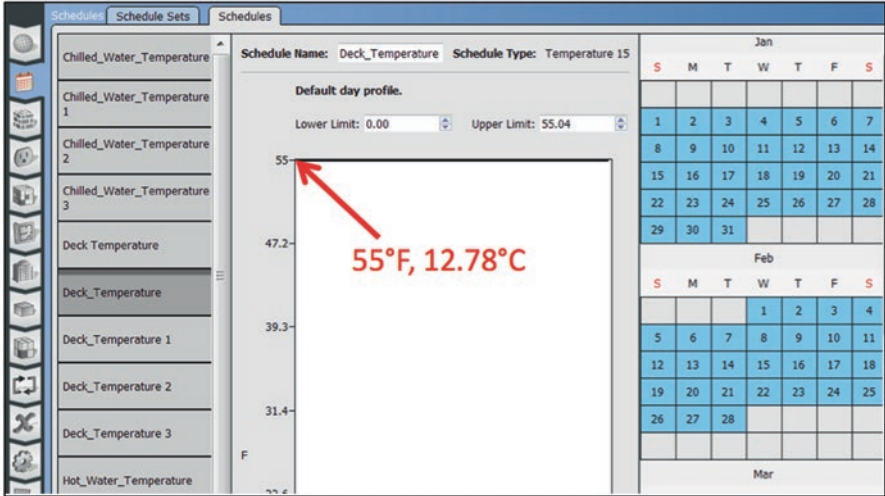 Schedules Schedule Sets Schedules
Chilled_Water_Temperature
Chilled_Water_Temperature
1
Chilled_Water_Temperature
2
Chilled_Water_Temperature
3
Deck Temperature
Deck_Temperature
Deck_Temperature 1
Deck_Temperature 2
Deck_Temperature 3
Hot_Water_Temperature
Schedule Name: Deck_Temperature Schedule Type: Temperature 15
Default day profile.
Lower Limit: 0.00 Upper Limit: 55.04
55
47.2
39.3
31.4
F
55°F, 12.78°C
Jan
S M T W T F S
1 2 3 4 5 6 7
8 9 10 11 12 13 14
15 16 17 18 19 20 21
22 23 24 25 26 27 28
29 30 31
Feb
S M T W T F S
1 2 3 4
5 6 7 8 9 10 11
12 13 14 15 16 17 18
19 20 21 22 23 24 25
26 27 28
Mar